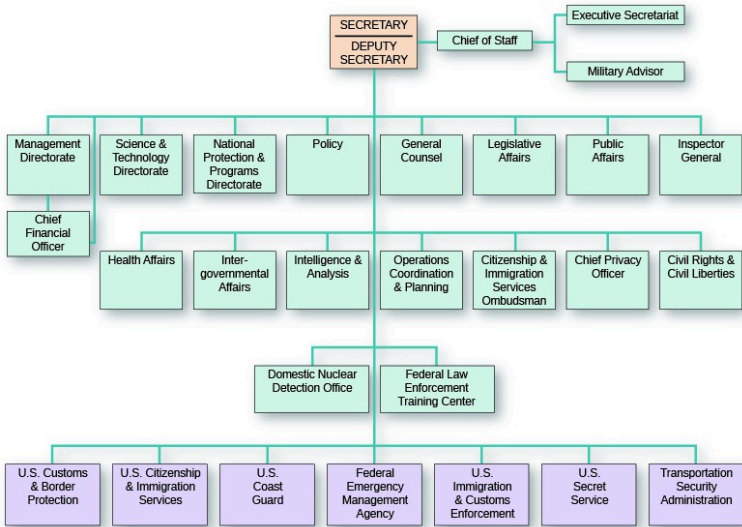 SECRETARY
DEPUTY
SECRETARY
Chief of Staff
Executive Secretariat
Military Advisor
Management
Directorate
Science &
Technology
Directorate
National
Protection &
Programs
Directorate
Policy
General
Counsel
Legislative
Affairs
Public
Affairs
Inspector
General
Chief
Financial
Officer
Health Affairs
Inter-
governmental
Affairs
Intelligence &
Analysis
Operations
Coordination
& Planning
Citizenship &
Immigration
Services
Ombudsman
Chief Privacy
Officer
Civil Rights &
Civil Liberties
Domestic Nuclear
Detection Office
Federal Law
Enforcement
Training Center
U.S. Customs
& Border
Protection
U.S. Citizenship
& Immigration
Services
U.S.
Coast
Guard
Federal
Emergency
Management
Agency
U.S.
Immigration
& Customs
Enforcement
U.S.
Secret
Service
Transportation
Security
Administration